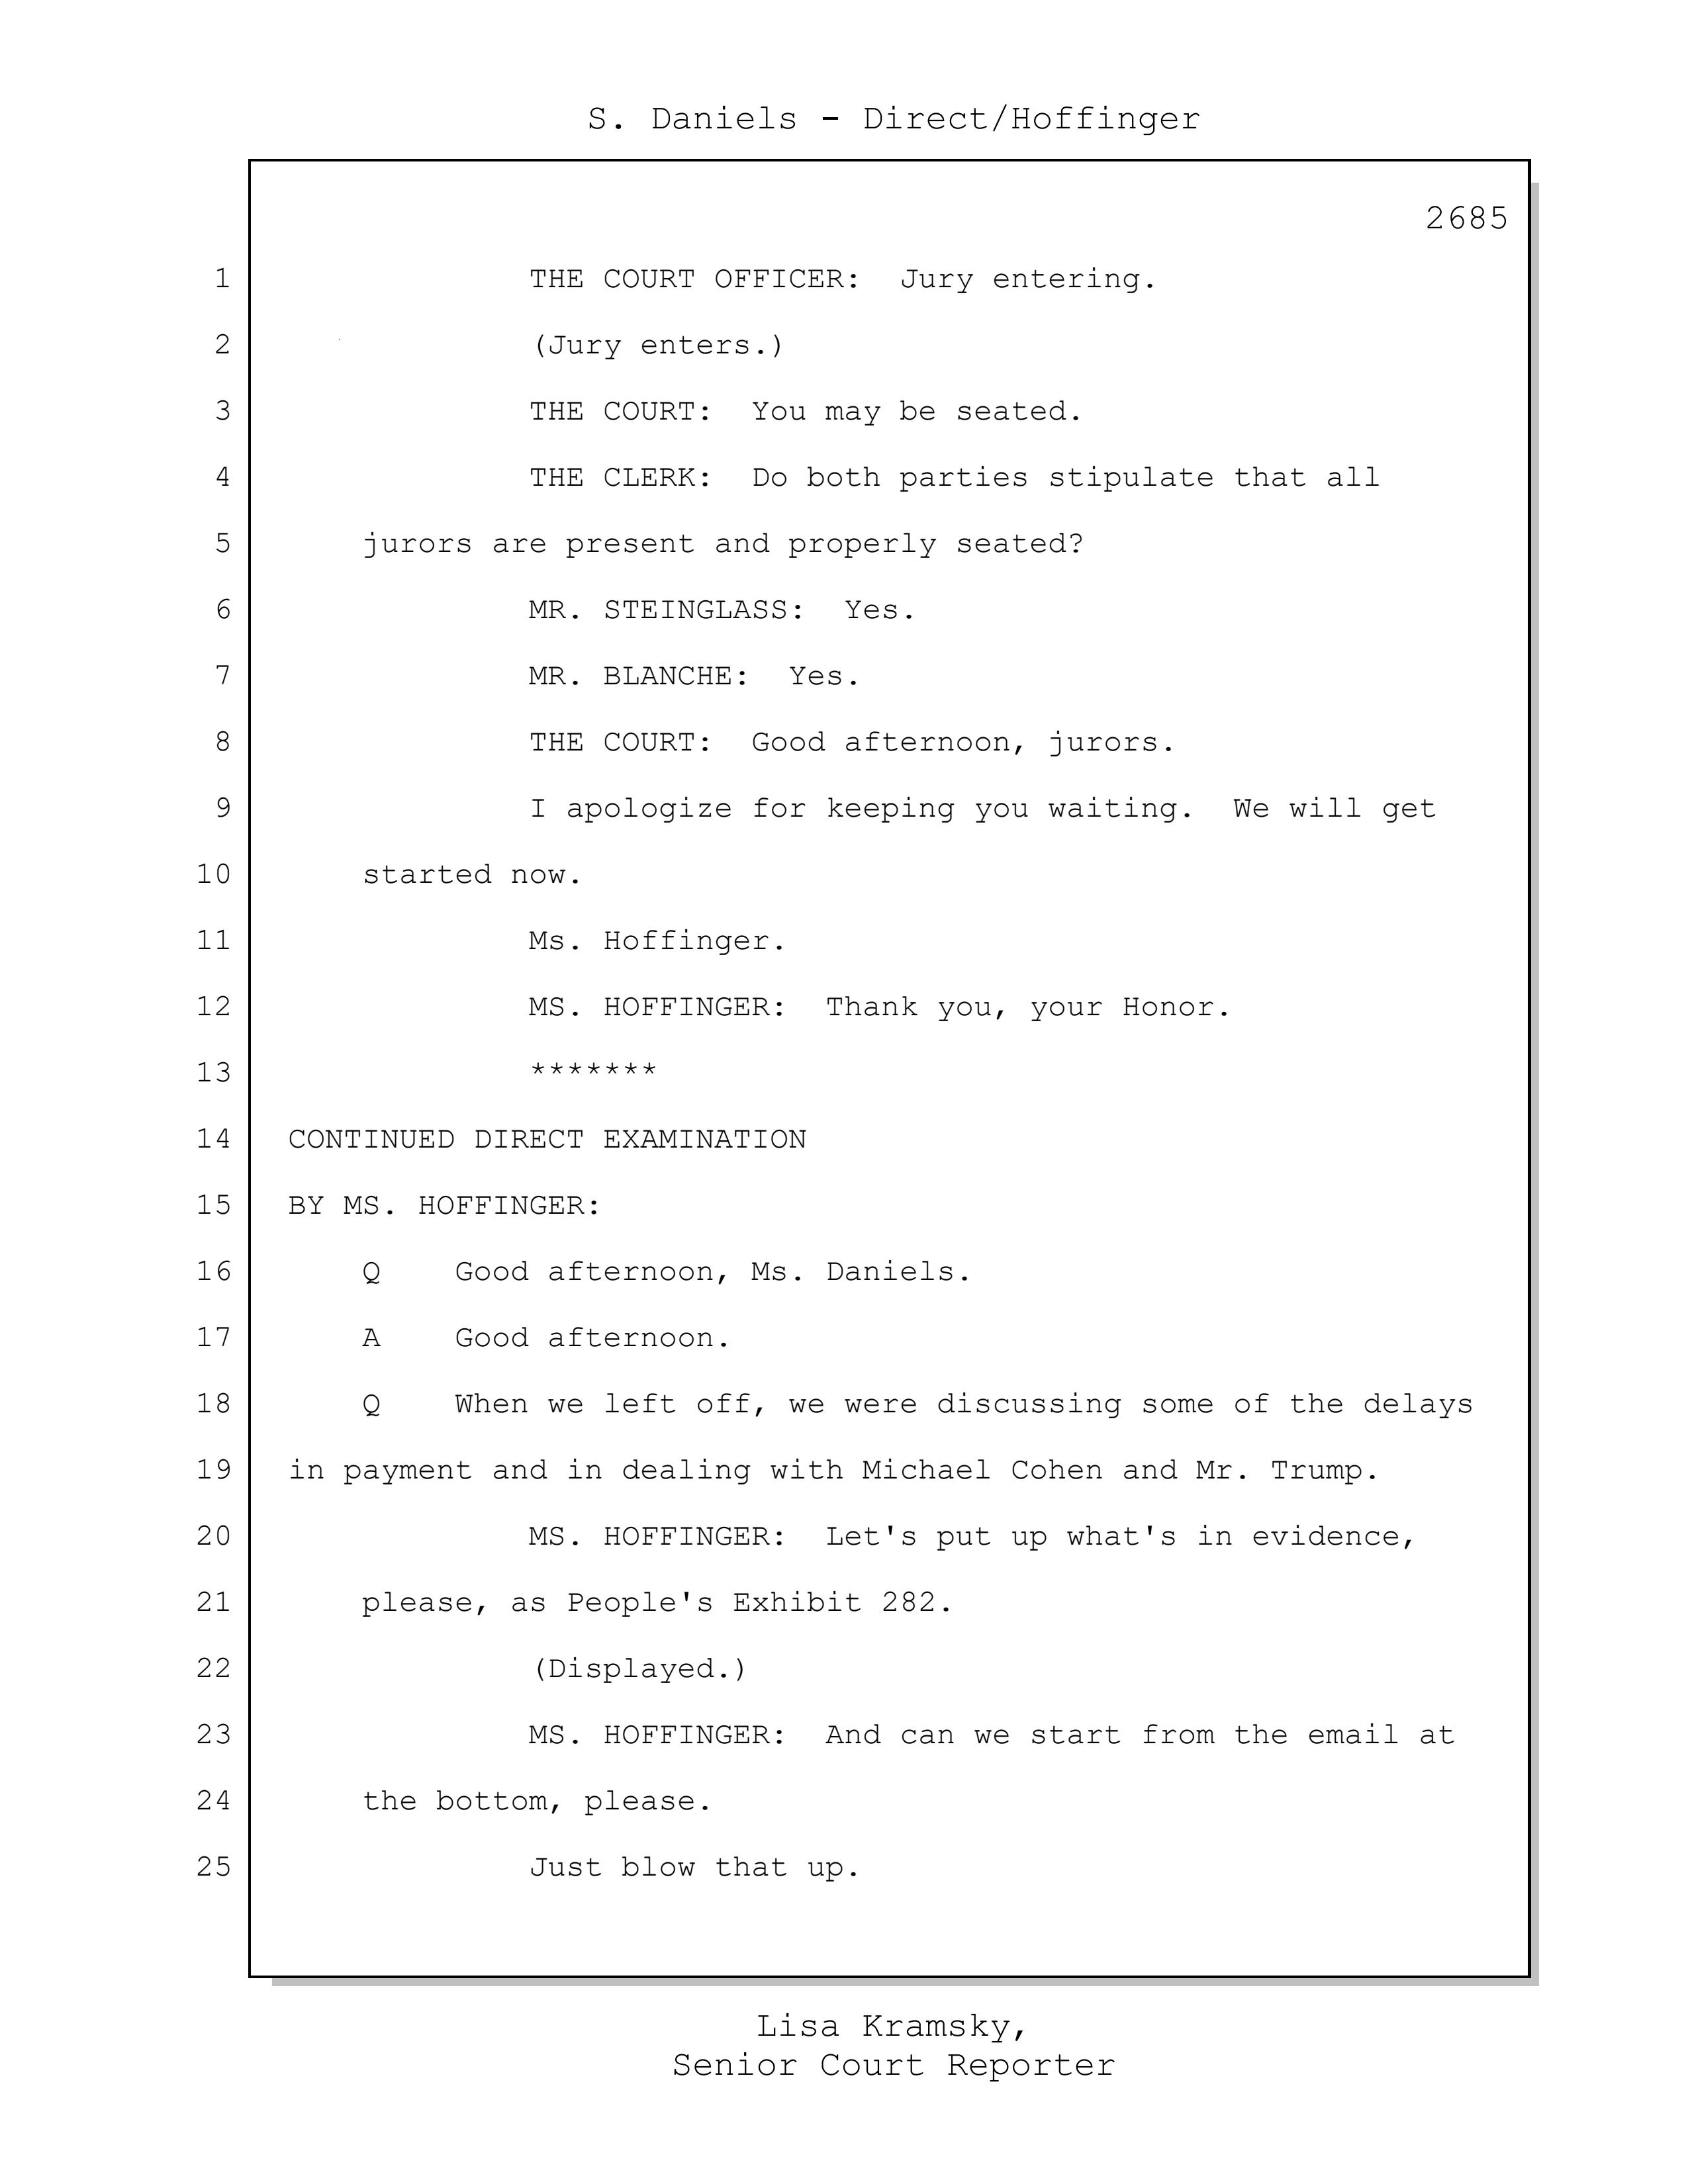 S. Daniels - Direct/Hoffinger
2685
1 THE COURT OFFICER: Jury entering.
2 (Jury enters.)
3 THE COURT: You may be seated.
4 THE CLERK: Do both parties stipulate that all
5 jurors are present and properly seated?
6 MR. STEINGLASS: Yes.
7 MR. BLANCHE: Yes.
8 THE COURT: Good afternoon, jurors.
9 I apologize for keeping you waiting. We will get
10 started now.
11 Ms. Hoffinger.
12 MS. HOFFINGER: Thank you, your Honor.
13 *******
14 CONTINUED DIRECT EXAMINATION
15 BY MS. HOFFINGER:
16 Q Good afternoon, Ms. Daniels.
17 A Good afternoon.
18 Q When we left off, we were discussing some of the delays
19 in payment and in dealing with Michael Cohen and Mr. Trump.
20 MS. HOFFINGER: Let's put up what's in evidence,
21 please, as People's Exhibit 282.
22 (Displayed.)
23 MS. HOFFINGER: And can we start from the email at
24 the bottom, please.
25 Just blow that up.
Lisa Kramsky,
Senior Court Reporter